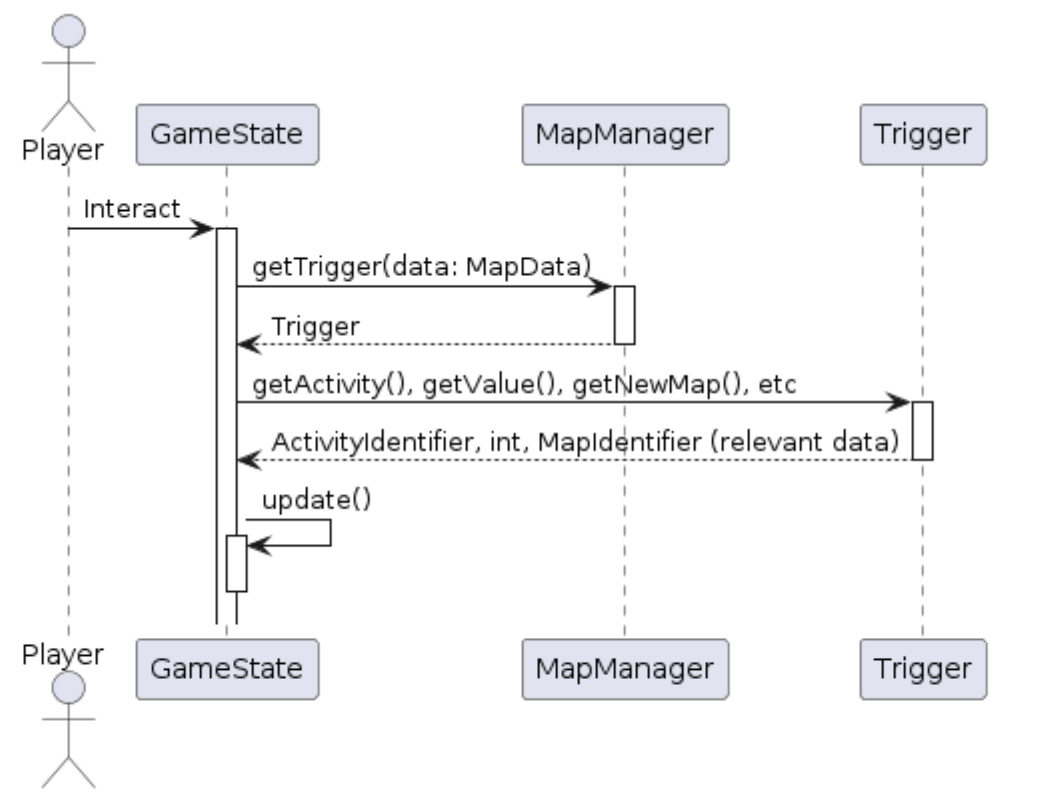 Player
GameState
MapManager
Trigger
Interact
getTrigger(data: MapData)
Trigger
getActivity(), getValue(), getNewMap(), etc
ActivityIdentifier, int, MapIdentifier (relevant data)
update()
Player
GameState
MapManager
Trigger